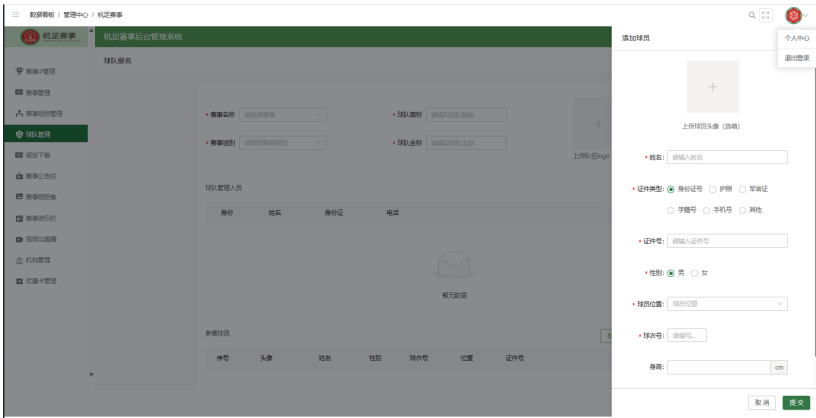 数据看板 / 管理中心 / 杭足赛事
杭足赛事
杭足赛事后台管理系统
添加球员
个人中心
退出登录
赛事IP管理
赛事管理
赛事组别管理
球队管理
报告下载
赛事公告栏
赛事相册集
赛事资讯栏
视频与直播
机构管理
优惠卡管理
球队报名
* 赛事名称 请选择赛事
* 球队简称 请填写球队简称
* 赛事组别 请选择赛事组别
* 球队全称 请填写球队全称
上传队伍logo
球队管理人员
身份 姓名 身份证 电话
暂无数据
参赛球员
序号 头像 姓名 性别 球衣号 位置 证件号
上传球员头像（选填）
* 姓名: 请输入姓名
* 证件类型: 身份证号 护照 军官证
学籍号 手机号 其他
* 证件号: 请输入证件号
* 性别: 男 女
* 球员位置: 球员位置
* 球衣号: 请填写...
身高: cm
取 消 提 交